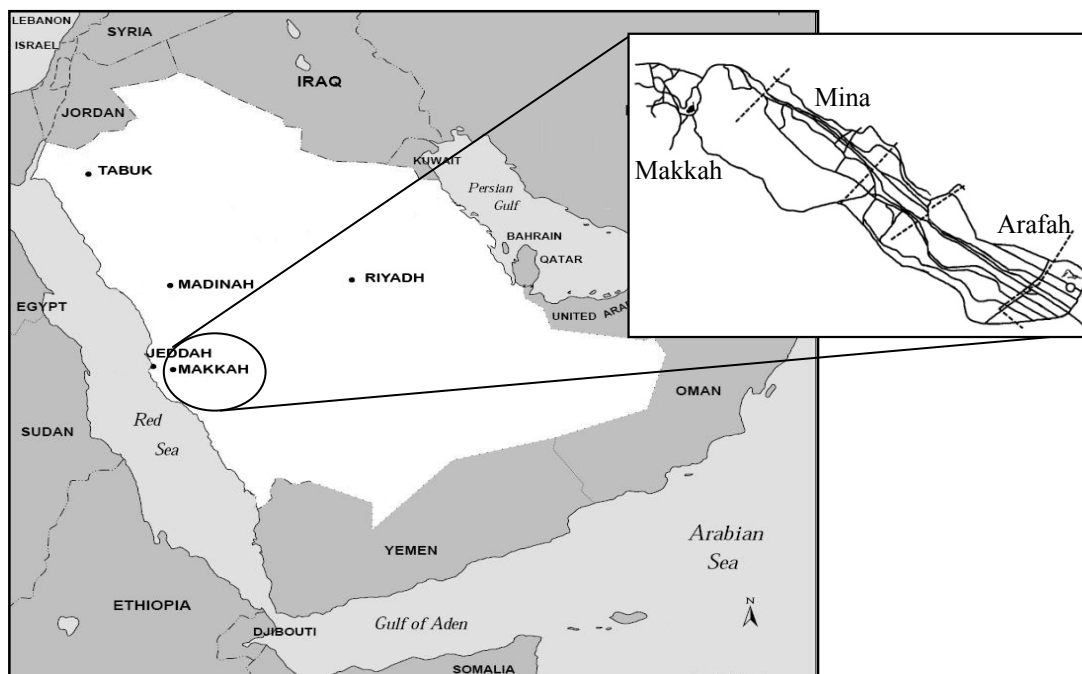 LEBANON
SYRIA
ISRAEL
IRAQ
JORDAN
KUWAIT
TABUK
Persian
Gulf
BAHRAIN
QATAR
MADINAH
RIYADH
EGYPT
UNITED ARA
JEDDAH
MAKKAH
OMAN
SUDAN
Red
Sea
YEMEN
Arabian
Sea
ETHIOPIA
DJIBOUTI
Gulf of Aden
SOMALIA
N
Mina
Makkah
Arafah